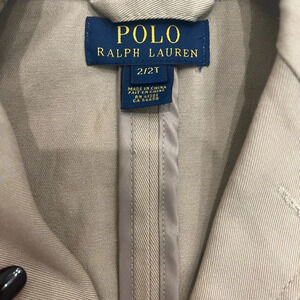 POLO
RALPH LAUREN
2/2T
MADE IN CHINA
FAIT EN CHINE